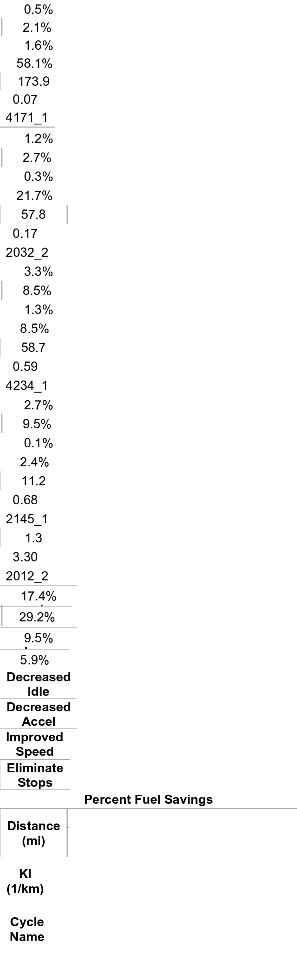 0.5%
2.1%
1.6%
58.1%
173.9
0.07
4171_1
1.2%
2.7%
0.3%
21.7%
57.8
0.17
2032_2
3.3%
8.5%
1.3%
8.5%
58.7
0.59
4234_1
2.7%
9.5%
0.1%
2.4%
11.2
0.68
2145_1
1.3
3.30
2012_2
17.4%
29.2%
9.5%
5.9%
Decreased
Idle
Decreased
Accel
Improved
Speed
Eliminate
Stops
Percent Fuel Savings
Distance
(mi)
KI
(1/km)
Cycle
Name